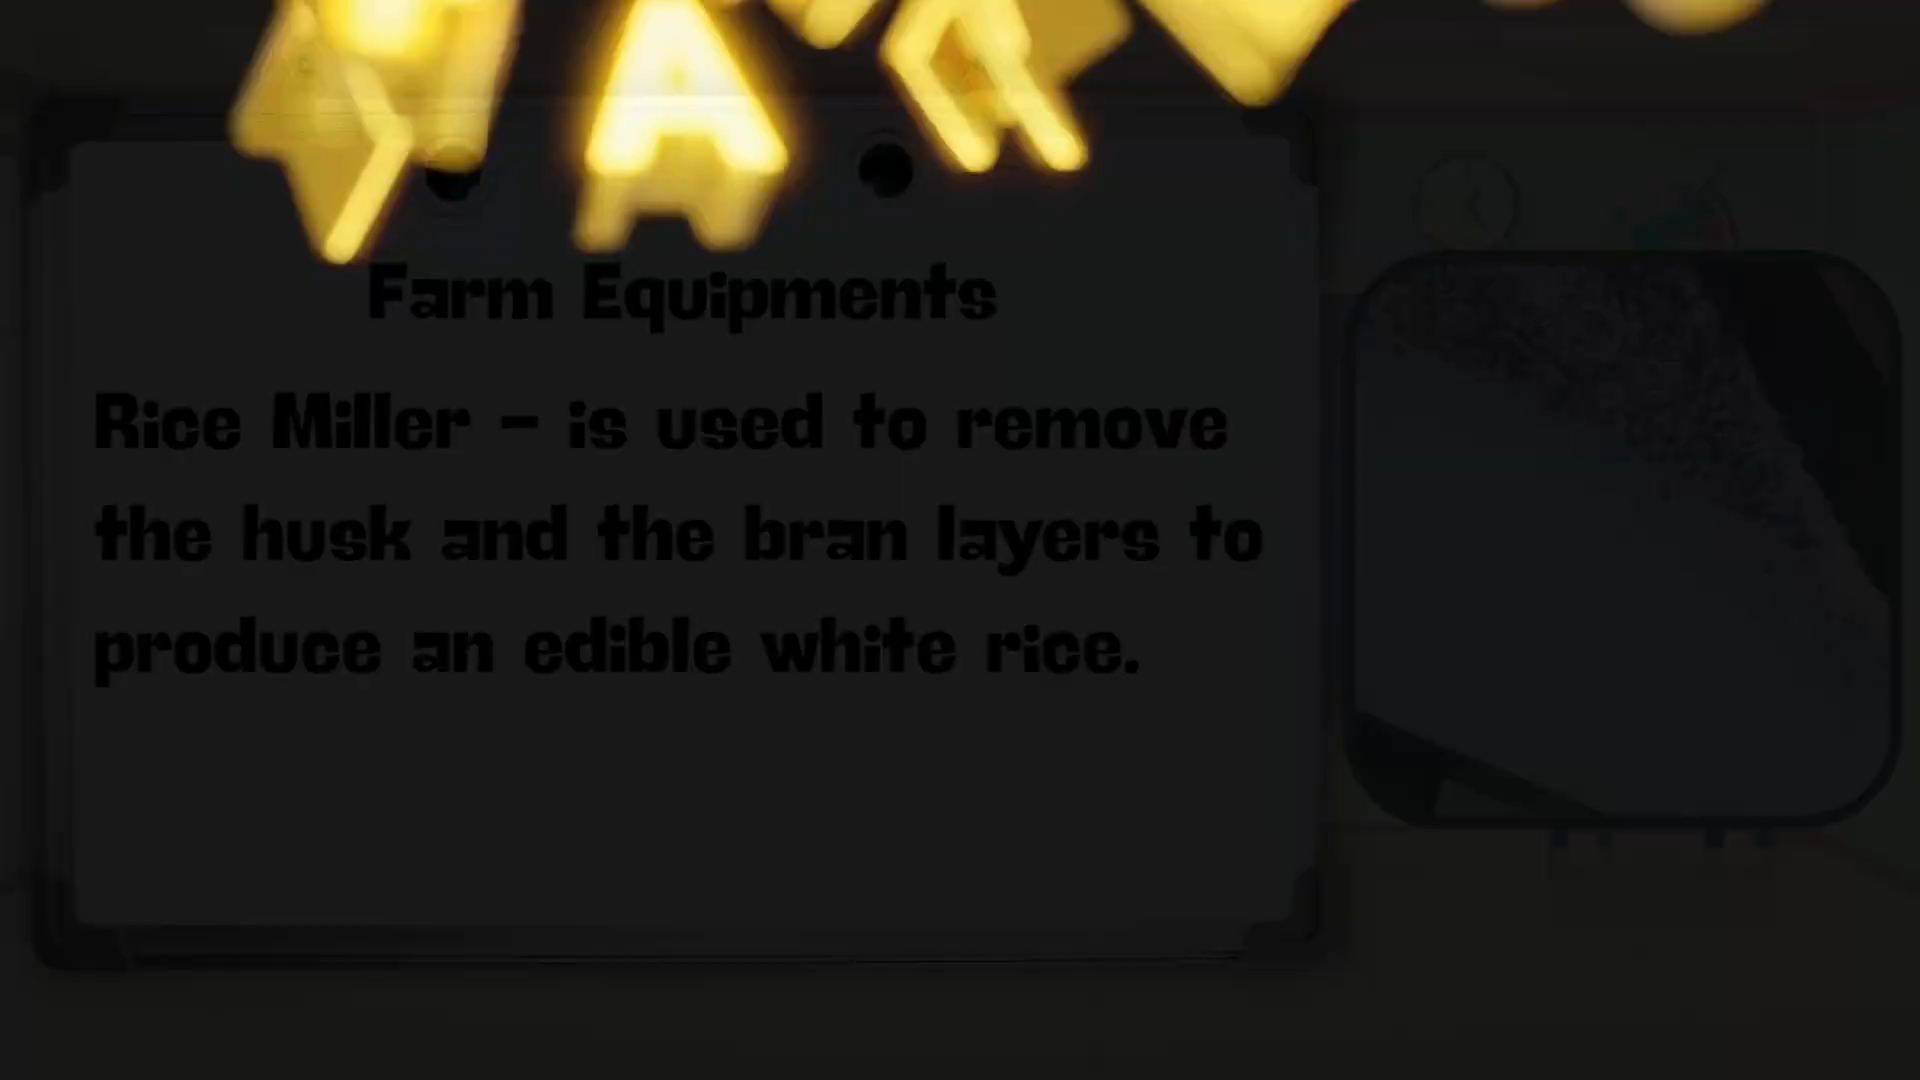 Farm Equipments
Rice Miller - is used to remove
the husk and the bran layers to
produce an edible white rice.